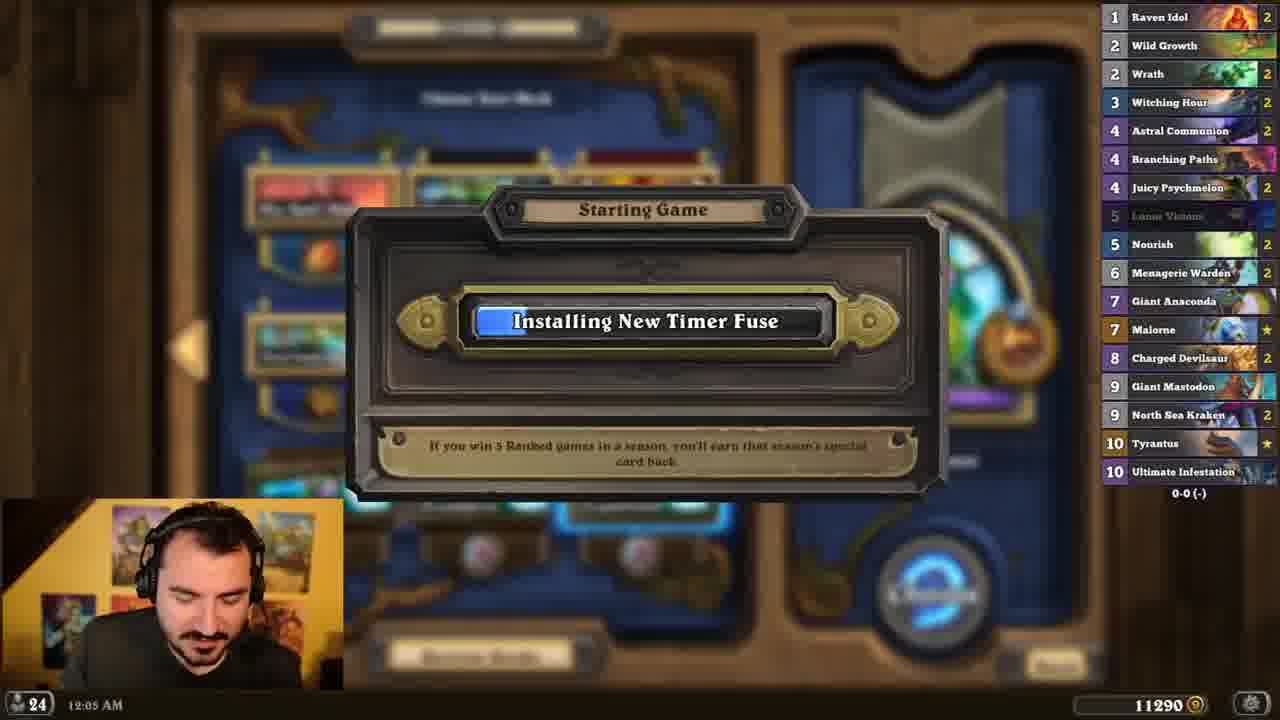 Starting Game
Installing New Timer Fuse
If you win 5 Ranked games in a season, you'll earn that season's special
card back.
1 Raven Idol 2
2 Wild Growth
2 Wrath 2
3 Witching Hour 2
4 Astral Communion 2
4 Branching Paths
4 Juicy Psychmelon 2
5 Lunar Visions
5 Nourish 2
6 Menagerie Warden 2
7 Giant Anaconda
7 Malorne ★
8 Charged Devilsaur 2
9 Giant Mastodon
9 North Sea Kraken 2
10 Tyrantus ★
10 Ultimate Infestation
0-0 (-)
24
12:05 AM
11290